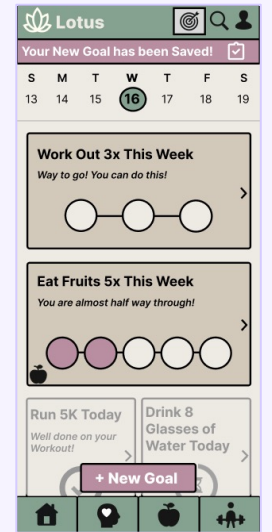 Lotus
Your New Goal has been Saved!
S M T W T F S
13 14 15 16 17 18 19
Work Out 3x This Week
Way to go! You can do this!
Eat Fruits 5x This Week
You are almost half way through!
Run 5K Today
Well done on your
Workout!
Drink 8
Glasses of
Water Today
+ New Goal